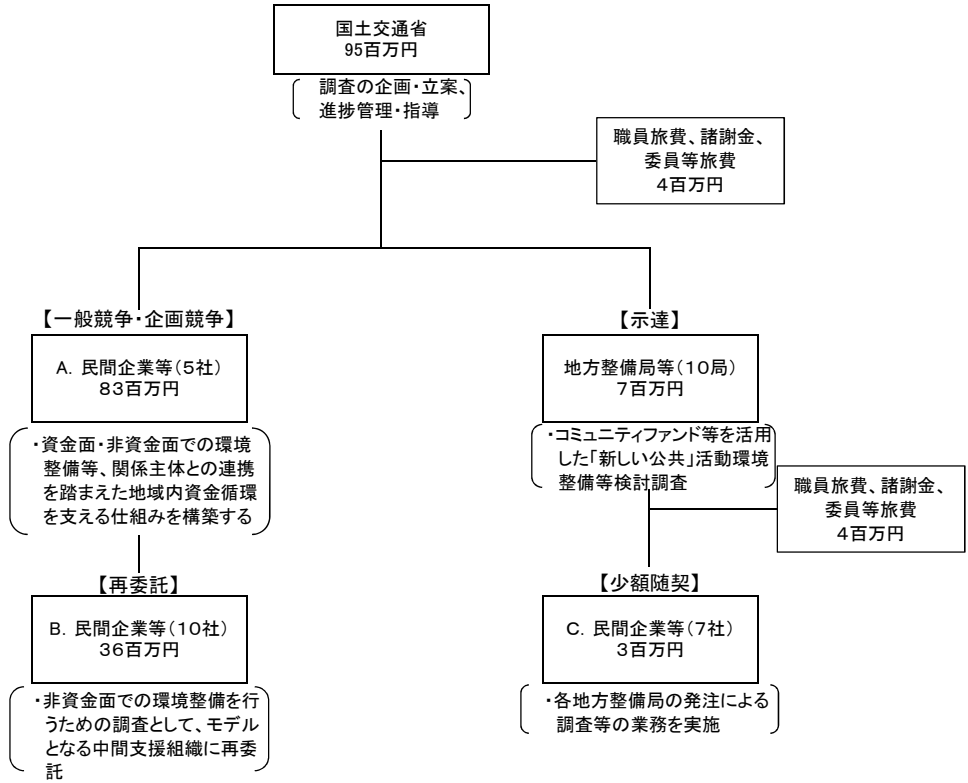 国土交通省
95百万円
調査の企画・立案、
進捗管理・指導
職員旅費、諸謝金、
委員等旅費
4百万円
【一般競争・企画競争】
A. 民間企業等(5社)
83百万円
・資金面・非資金面での環境
整備等、関係主体との連携
を踏まえた地域内資金循環
を支える仕組みを構築する
【示達】
地方整備局等(10局)
7百万円
・コミュニティファンド等を活用
した「新しい公共」活動環境
整備等検討調査
職員旅費、諸謝金、
委員等旅費
4百万円
【再委託】
B. 民間企業等(10社)
36百万円
・非資金面での環境整備を行
うための調査として、モデル
となる中間支援組織に再委
託
【少額随契】
C. 民間企業等(7社)
3百万円
・各地方整備局の発注による
調査等の業務を実施